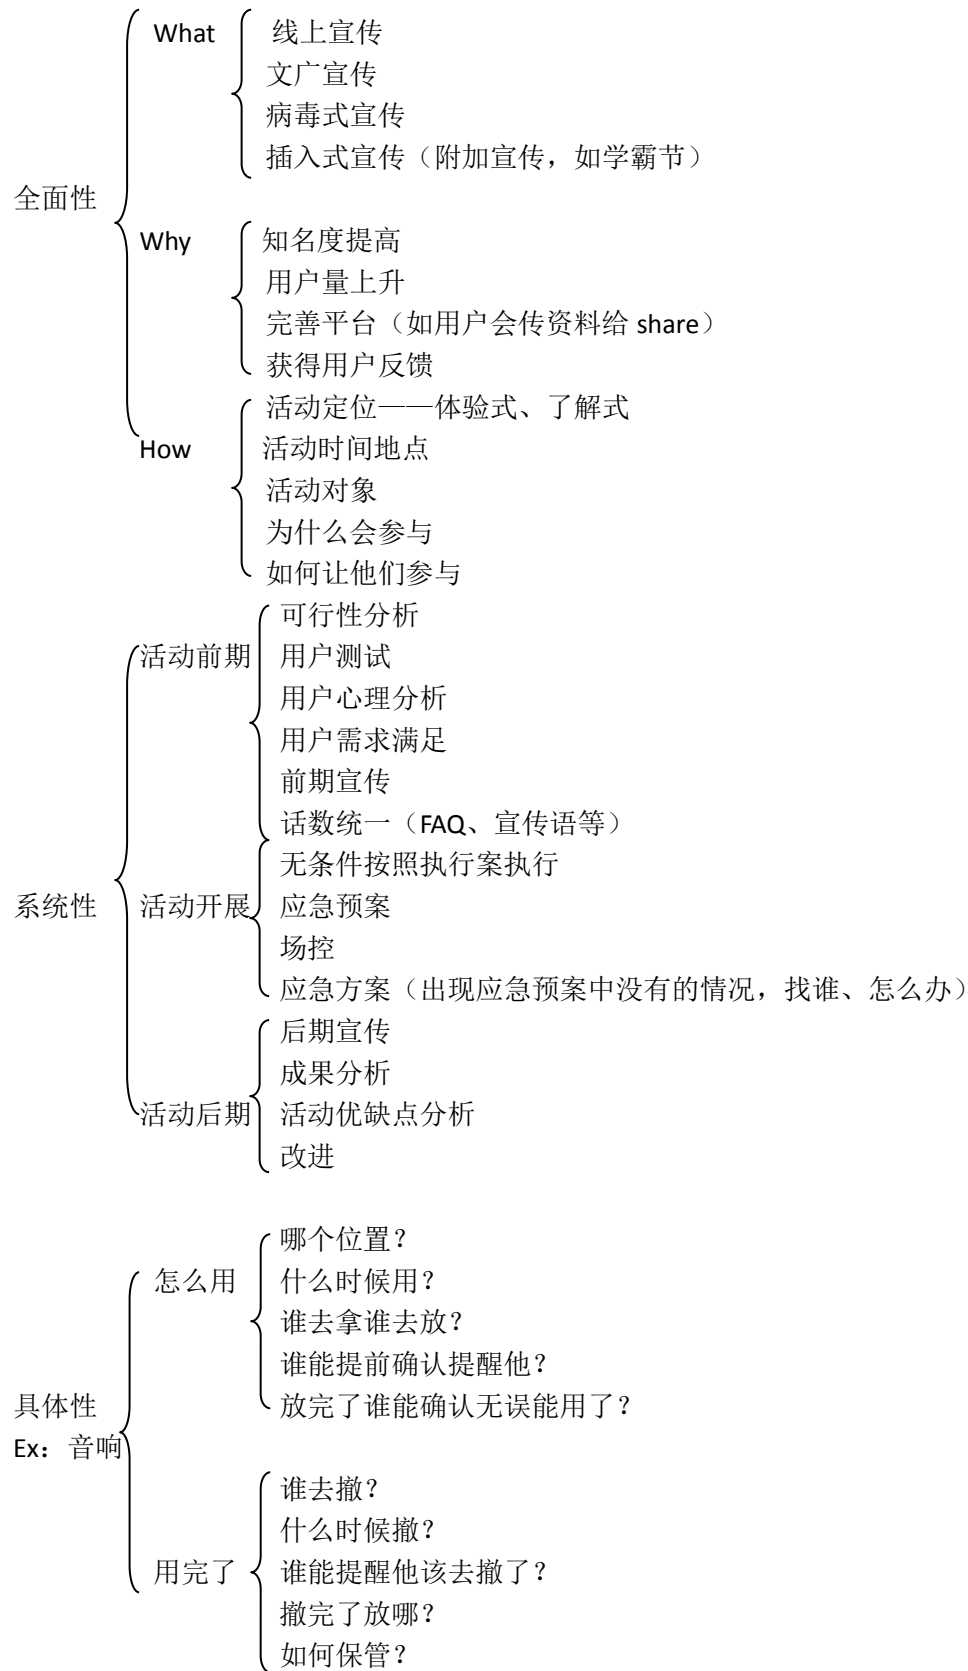 What 线上宣传
文广宣传
病毒式宣传
插入式宣传（附加宣传，如学霸节）
全面性
Why 知名度提高
用户量上升
完善平台（如用户会传资料给 share）
获得用户反馈
活动定位——体验式、了解式
How 活动时间地点
活动对象
为什么会参与
如何让他们参与
可行性分析
活动前期 用户测试
用户心理分析
用户需求满足
前期宣传
话数统一（FAQ、宣传语等）
无条件按照执行案执行
系统性 活动开展 应急预案
场控
应急方案（出现应急预案中没有的情况，找谁、怎么办）
后期宣传
成果分析
活动后期 活动优缺点分析
改进
哪个位置？
怎么用 什么时候用？
谁去拿谁去放？
谁能提前确认提醒他？
具体性 放完了谁能确认无误能用了？
Ex：音响
谁去撤？
什么时候撤？
用完了 谁能提醒他该去撤了？
撤完了放哪？
如何保管？